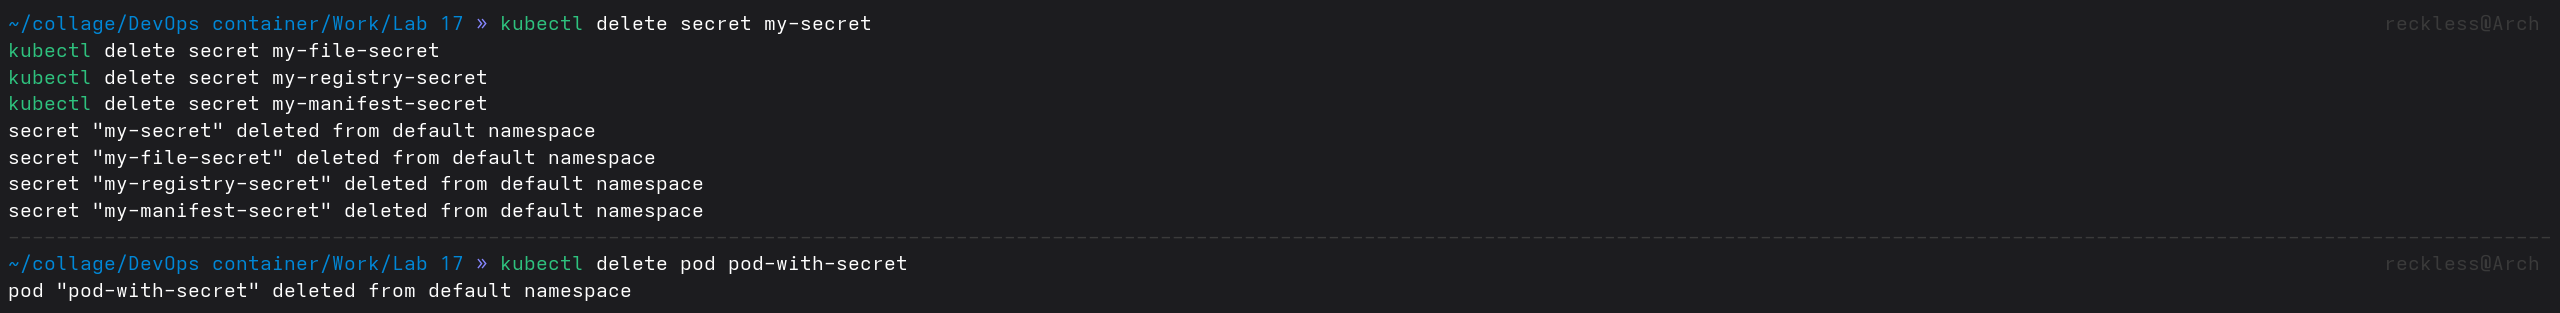 ~/collage/DevOps container/Work/Lab 17 » kubectl delete secret my-secret reckless@Arch
kubectl delete secret my-file-secret
kubectl delete secret my-registry-secret
kubectl delete secret my-manifest-secret
secret "my-secret" deleted from default namespace
secret "my-file-secret" deleted from default namespace
secret "my-registry-secret" deleted from default namespace
secret "my-manifest-secret" deleted from default namespace
~/collage/DevOps container/Work/Lab 17 » kubectl delete pod pod-with-secret reckless@Arch
pod "pod-with-secret" deleted from default namespace